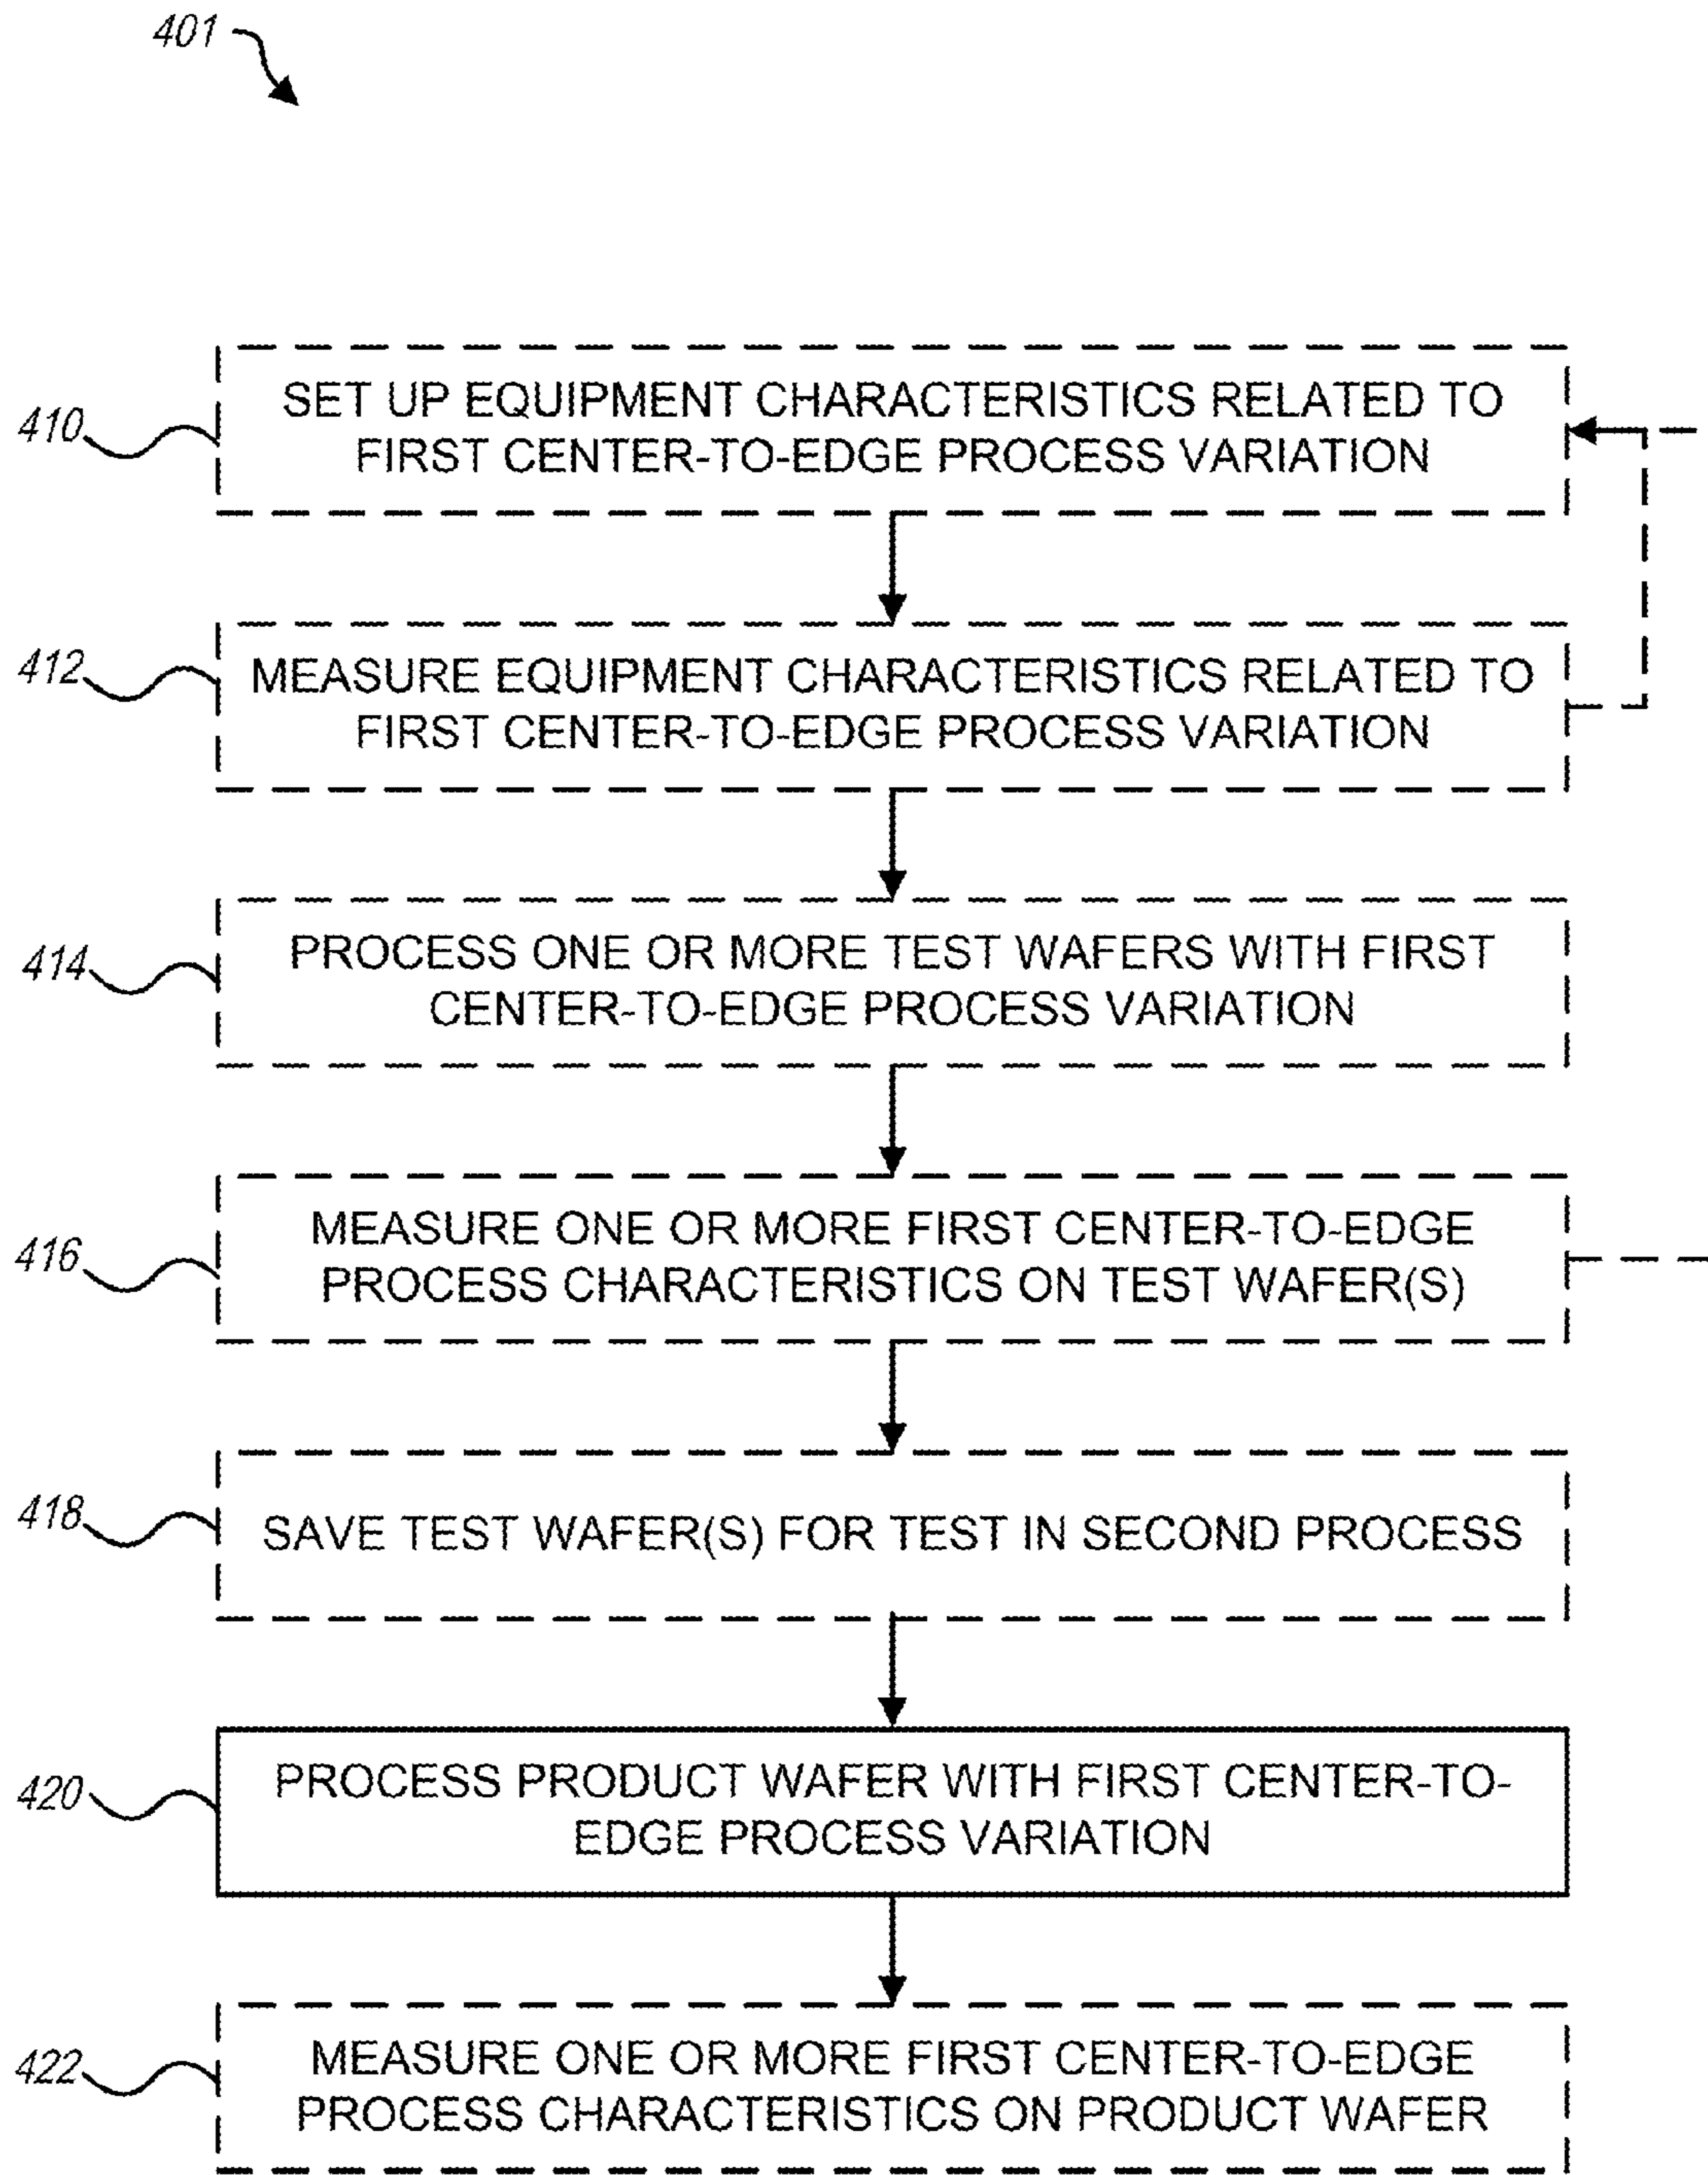 401
410
SET UP EQUIPMENT CHARACTERISTICS RELATED TO
FIRST CENTER-TO-EDGE PROCESS VARIATION
412
MEASURE EQUIPMENT CHARACTERISTICS RELATED TO
FIRST CENTER-TO-EDGE PROCESS VARIATION
414
PROCESS ONE OR MORE TEST WAFERS WITH FIRST
CENTER-TO-EDGE PROCESS VARIATION
416
MEASURE ONE OR MORE FIRST CENTER-TO-EDGE
PROCESS CHARACTERISTICS ON TEST WAFER(S)
418
SAVE TEST WAFER(S) FOR TEST IN SECOND PROCESS
420
PROCESS PRODUCT WAFER WITH FIRST CENTER-TO-
EDGE PROCESS VARIATION
422
MEASURE ONE OR MORE FIRST CENTER-TO-EDGE
PROCESS CHARACTERISTICS ON PRODUCT WAFER